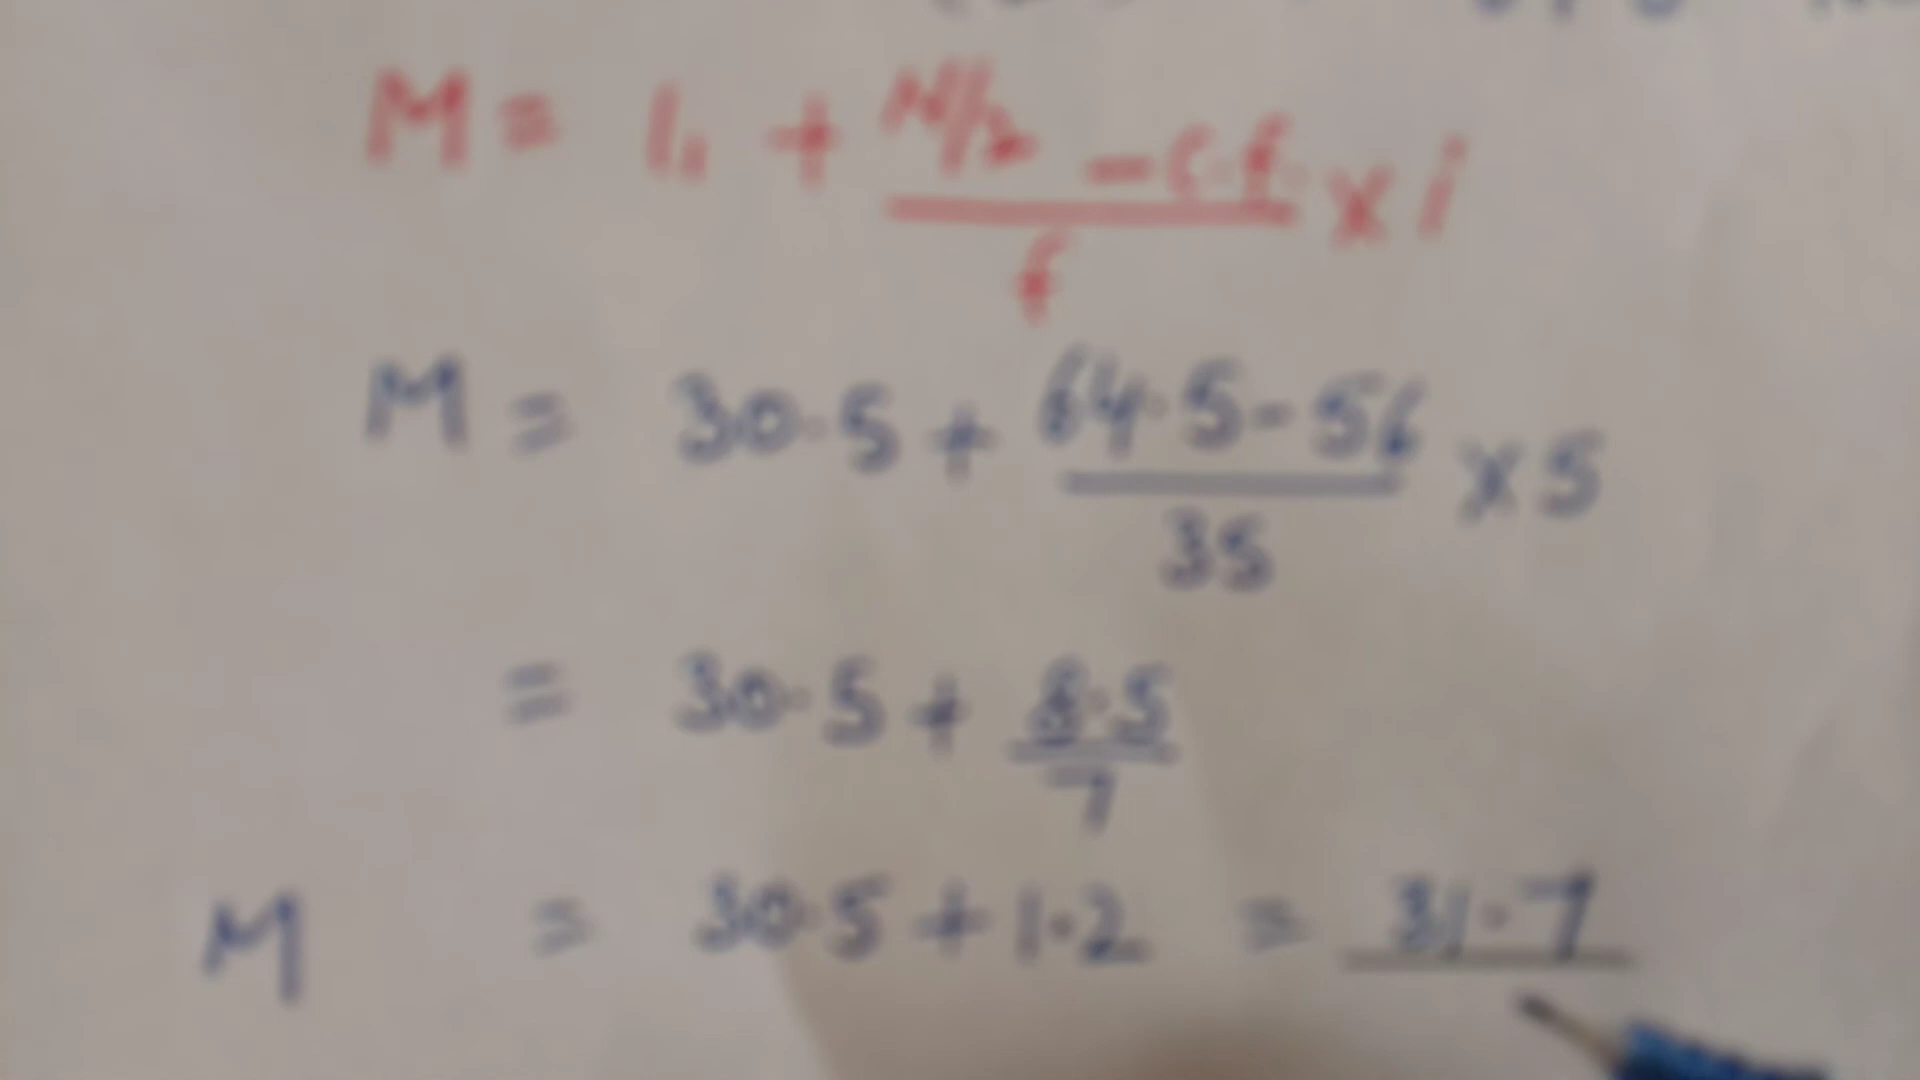 M = l₁ + N/2 - c.f. / f x i
M = 30.5 + 64.5 - 56 / 35 x 5
= 30.5 + 8.5 / 7
M = 30.5 + 1.2 = 31.7